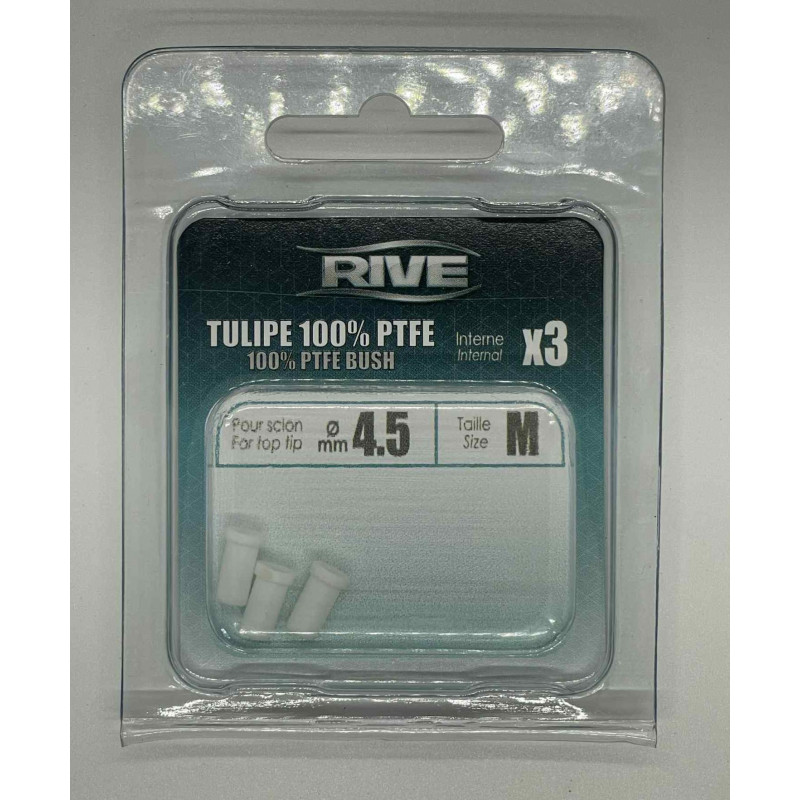 RIVE
TULIPE 100% PTFE
100% PTFE BUSH
Interne
Internal
x3
Pour scion
For top tip
Ø
mm
4.5
Taille
Size
M